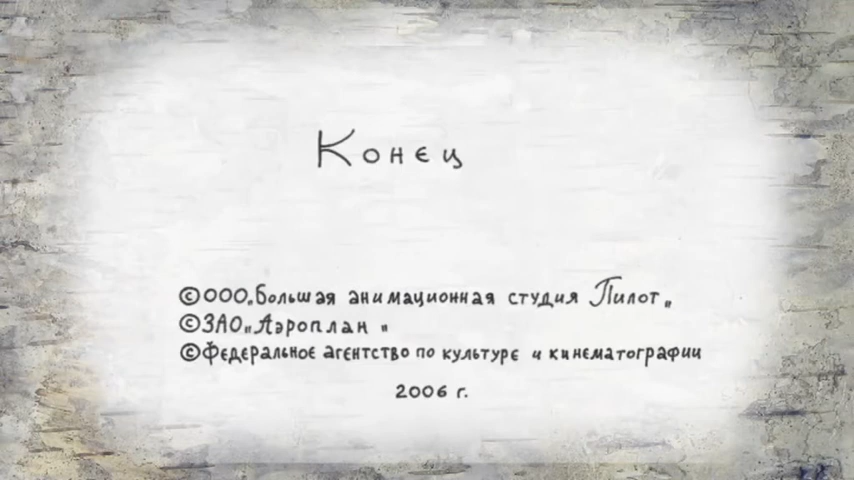 Конец
©ООО„Большая анимационная студия Пилот„
©ЗАО„Аэроплан"
©Федеральное агентство по культуре и кинематографии
2006 г.